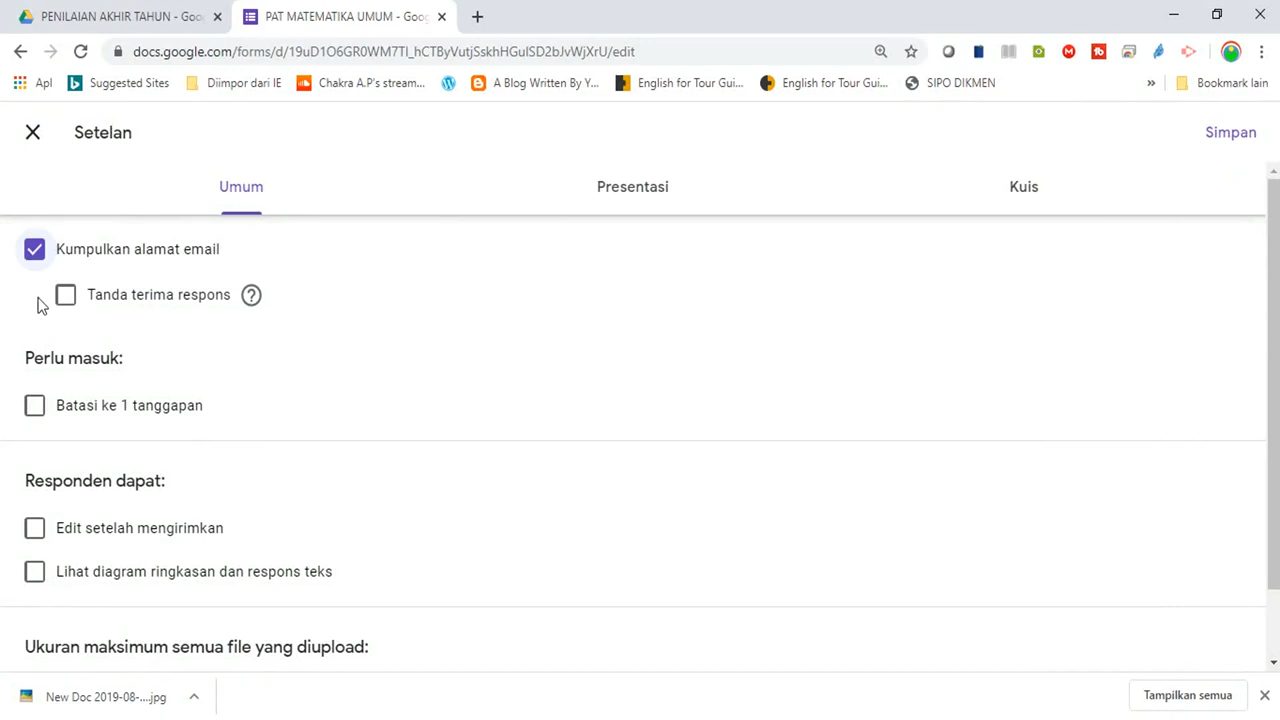 PENILAIAN AKHIR TAHUN - Goo
PAT MATEMATIKA UMUM - Goog
docs.google.com/forms/d/19uD1O6GR0WM7Tl_hCTByVutjSskhHGulSD2bJvWjXrU/edit
Apl
Suggested Sites
Diimpor dari IE
Chakra A.P's stream...
A Blog Written By Y...
English for Tour Gui...
English for Tour Gui...
SIPO DIKMEN
»
Bookmark lain
Setelan
Simpan
Umum
Presentasi
Kuis
Kumpulkan alamat email
Tanda terima respons ?
Perlu masuk:
Batasi ke 1 tanggapan
Responden dapat:
Edit setelah mengirimkan
Lihat diagram ringkasan dan respons teks
Ukuran maksimum semua file yang diupload:
New Doc 2019-08-....jpg
Tampilkan semua